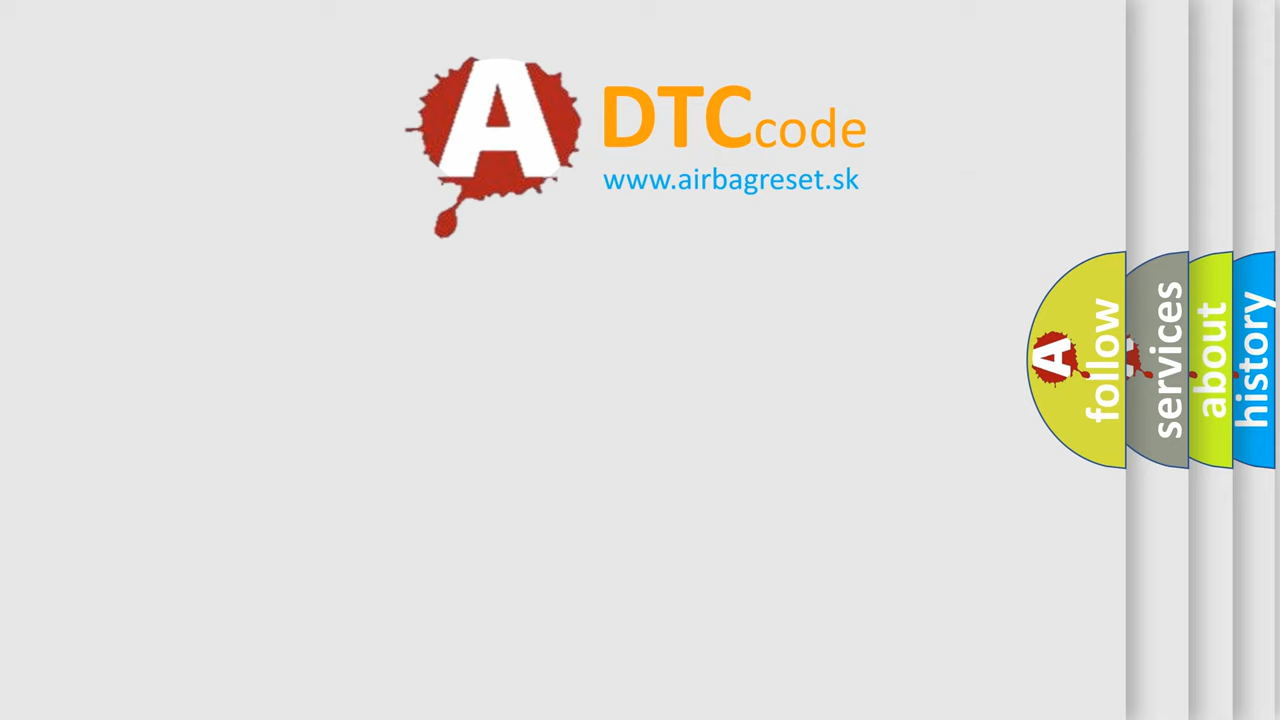 A DTCcode
www.airbagreset.sk
A follow
services
about
history